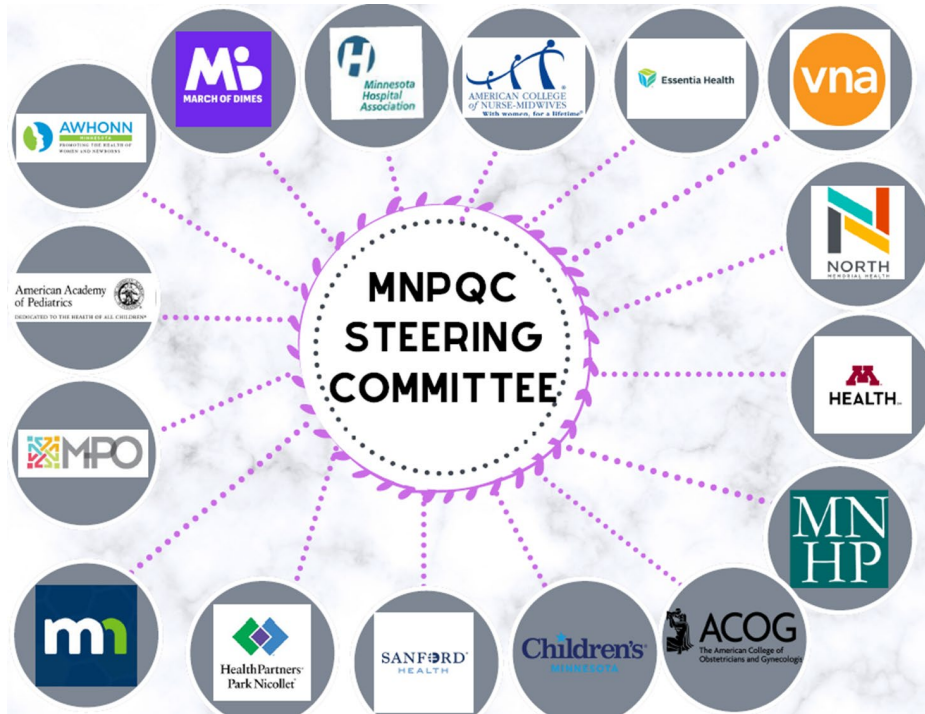 MARCH OF DIMES
Minnesota
Hospital
Association
AMERICAN COLLEGE
of NURSE-MIDWIVES
With women, for a lifetime®
Essentia Health
vna
AWHONN
MINNESOTA
PROMOTING THE HEALTH OF
WOMEN AND NEWBORNS
NORTH
MEMORIAL HEALTH
American Academy
of Pediatrics
DEDICATED TO THE HEALTH OF ALL CHILDREN®
MNPQC
STEERING
COMMITTEE
M
HEALTH
MPO
MN
HP
mn
HealthPartners
Park Nicollet
SANFORD
HEALTH
Children's
MINNESOTA
ACOG
The American College of
Obstetricians and Gynecologis